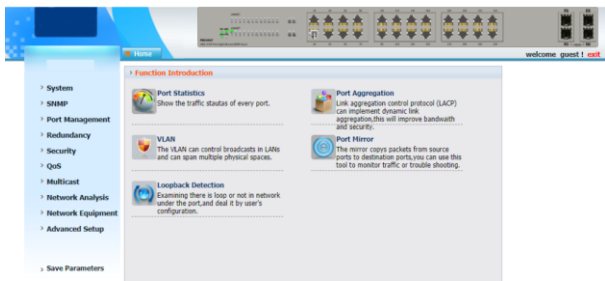 Home
welcome guest ! exit
Function Introduction
System
SNMP
Port Management
Redundancy
Security
QoS
Multicast
Network Analysis
Network Equipment
Advanced Setup
Save Parameters
Port Statistics
Show the traffic stautas of every port.
Port Aggregation
Link aggregation control protocol (LACP)
can implement dynamic link
aggregation,this will improve bandwaith
and security.
VLAN
The VLAN can control broadcasts in LANs
and can span multiple physical spaces.
Port Mirror
The mirror copys packets from source
ports to destination ports,you can use this
tool to monitor traffic or trouble shooting.
Loopback Detection
Examining there is loop or not in network
under the port,and deal it by user's
configuration.